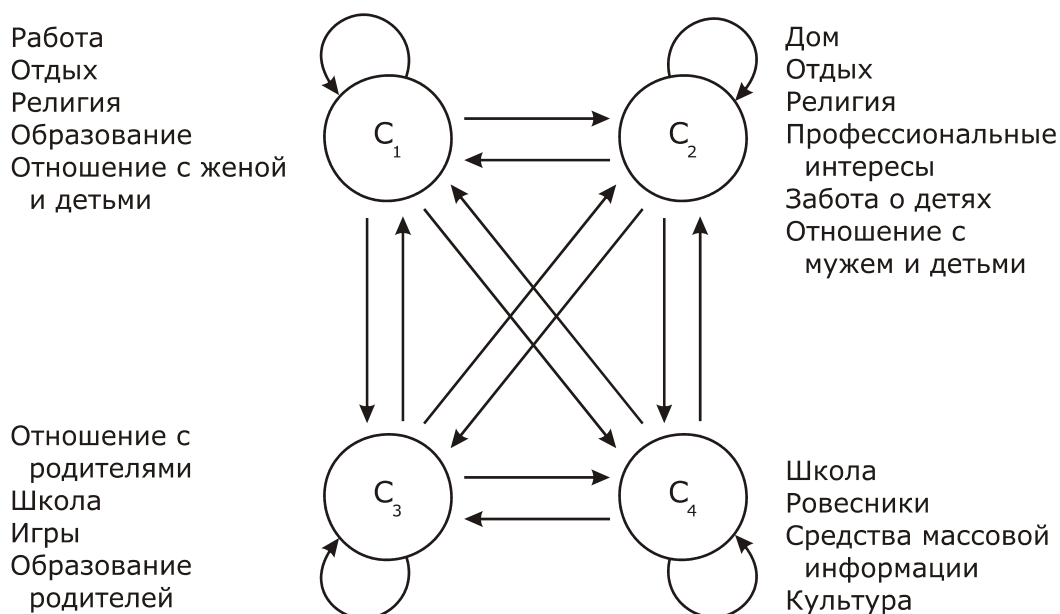 Работа
Отдых
Религия
Образование
Отношение с женой
и детьми
C1
C2
Дом
Отдых
Религия
Профессиональные
интересы
Забота о детях
Отношение с
мужем и детьми
Отношение с
родителями
Школа
Игры
Образование
родителей
C3
C4
Школа
Ровесники
Средства массовой
информации
Культура